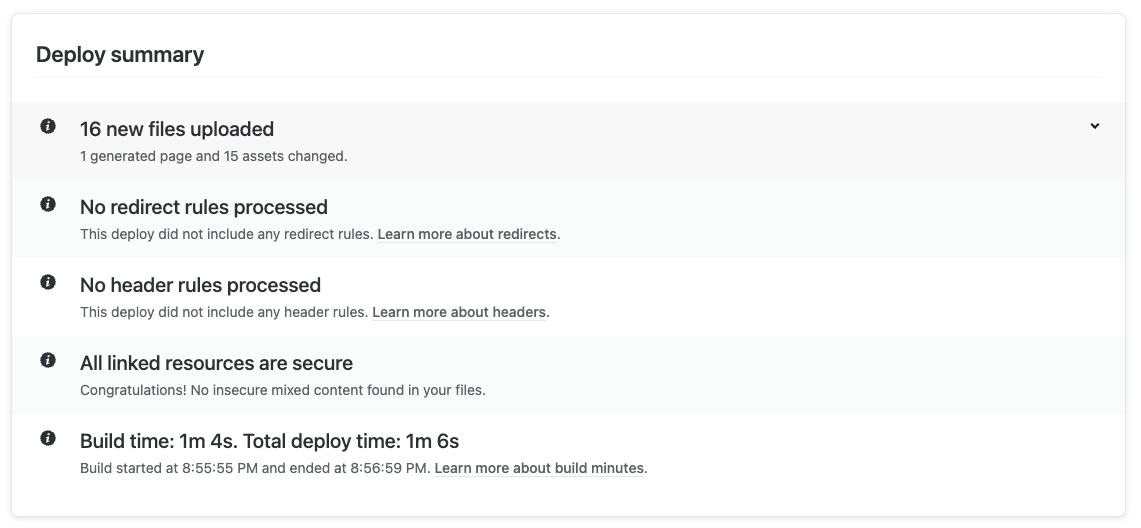 Deploy summary
16 new files uploaded
1 generated page and 15 assets changed.
No redirect rules processed
This deploy did not include any redirect rules. Learn more about redirects.
No header rules processed
This deploy did not include any header rules. Learn more about headers.
All linked resources are secure
Congratulations! No insecure mixed content found in your files.
Build time: 1m 4s. Total deploy time: 1m 6s
Build started at 8:55:55 PM and ended at 8:56:59 PM. Learn more about build minutes.